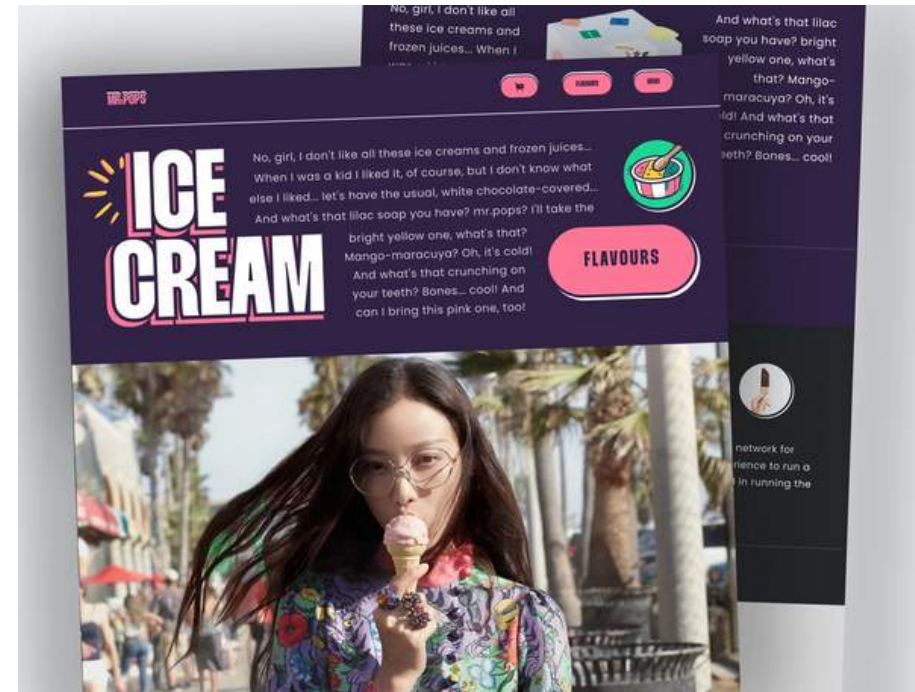 No, girl, I don't like all
these ice creams and
frozen juices... When I
And what's that lilac
soap you have? bright
yellow one, what's
that? Mango-
maracuya? Oh, it's
cold! And what's that
crunching on your
teeth? Bones... cool!
MR.POPS
FLAVOURS
ICE
CREAM
No, girl, I don't like all these ice creams and frozen juices...
When I was a kid I liked it, of course, but I don't know what
else I liked... let's have the usual, white chocolate-covered...
And what's that lilac soap you have? mr.pops? I'll take the
bright yellow one, what's that?
Mango-maracuya? Oh, it's cold!
And what's that crunching on
your teeth? Bones... cool! And
can I bring this pink one, too!
FLAVOURS
network for
rience to run a
in running the